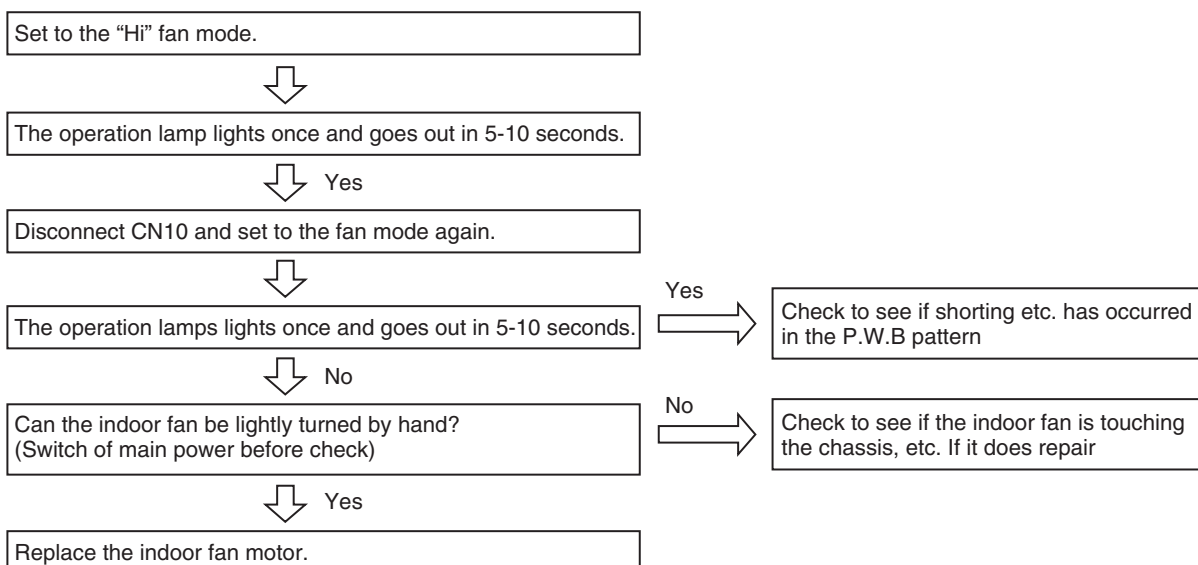 Set to the “Hi” fan mode.
The operation lamp lights once and goes out in 5-10 seconds.
Yes
Disconnect CN10 and set to the fan mode again.
The operation lamps lights once and goes out in 5-10 seconds.
Yes
Check to see if shorting etc. has occurred
in the P.W.B pattern
No
Can the indoor fan be lightly turned by hand?
(Switch of main power before check)
No
Check to see if the indoor fan is touching
the chassis, etc. If it does repair
Yes
Replace the indoor fan motor.